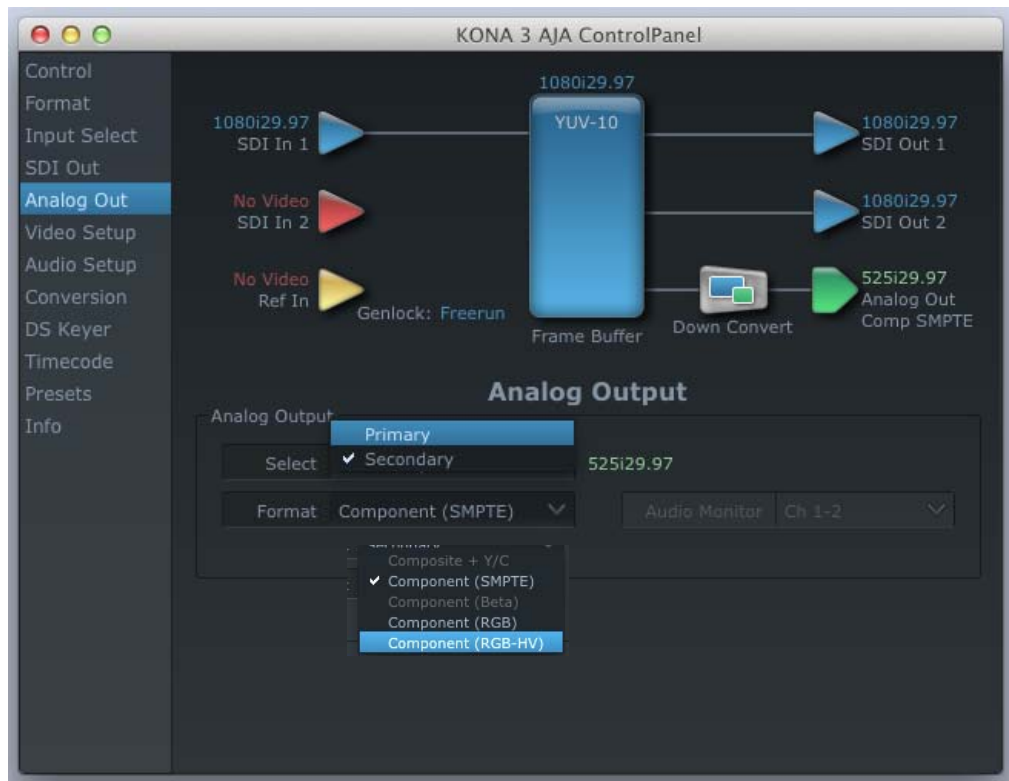 KONA 3 AJA ControlPanel
Control
Format
Input Select
SDI Out
Analog Out
Video Setup
Audio Setup
Conversion
DS Keyer
Timecode
Presets
Info
1080i29.97
YUV-10
1080i29.97
SDI In 1
1080i29.97
SDI Out 1
No Video
SDI In 2
1080i29.97
SDI Out 2
No Video
Ref In
Genlock: Freerun
525i29.97
Analog Out
Comp SMPTE
Frame Buffer
Down Convert
Analog Output
Analog Output
Primary
Select
Secondary
525i29.97
Format
Component (SMPTE)
Audio Monitor
Ch 1-2
Composite + Y/C
Component (SMPTE)
Component (Beta)
Component (RGB)
Component (RGB-HV)